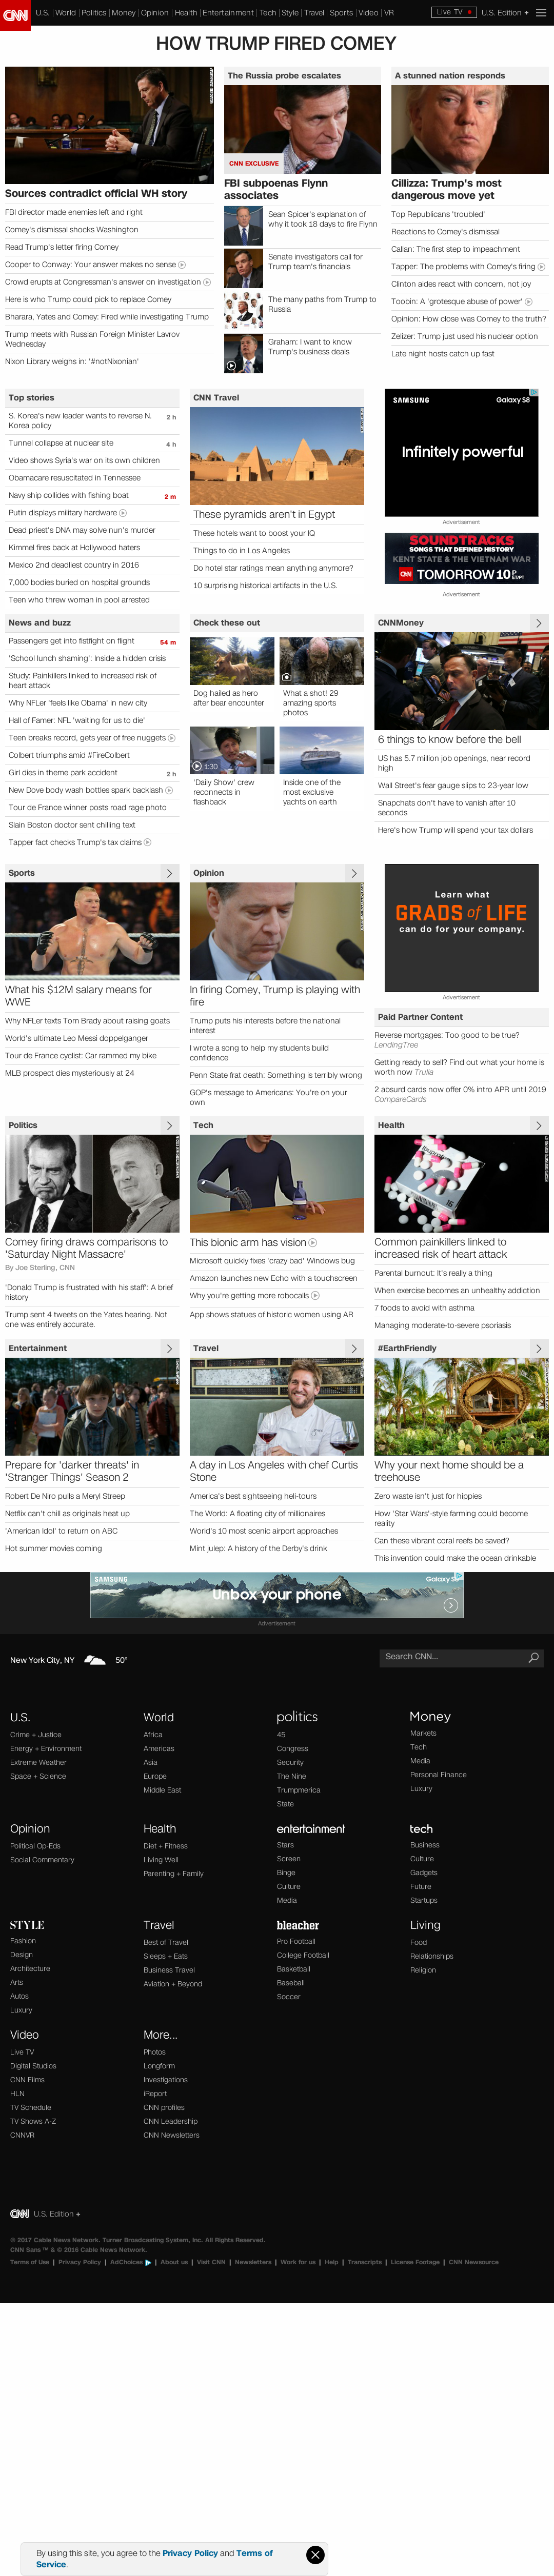 CNN
U.S. World Politics Money Opinion Health Entertainment Tech Style Travel Sports Video VR
Live TV
U.S. Edition +
HOW TRUMP FIRED COMEY
Sources contradict official WH story
FBI director made enemies left and right
Comey's dismissal shocks Washington
Read Trump's letter firing Comey
Cooper to Conway: Your answer makes no sense
Crowd erupts at Congressman's answer on investigation
Here is who Trump could pick to replace Comey
Bharara, Yates and Comey: Fired while investigating Trump
Trump meets with Russian Foreign Minister Lavrov
Wednesday
Nixon Library weighs in: '#notNixonian'
The Russia probe escalates
CNN EXCLUSIVE
FBI subpoenas Flynn
associates
Sean Spicer's explanation of
why it took 18 days to fire Flynn
Senate investigators call for
Trump team's financials
The many paths from Trump to
Russia
Graham: I want to know
Trump's business deals
A stunned nation responds
Cillizza: Trump's most
dangerous move yet
Top Republicans 'troubled'
Reactions to Comey's dismissal
Callan: The first step to impeachment
Tapper: The problems with Comey's firing
Clinton aides react with concern, not joy
Toobin: A 'grotesque abuse of power'
Opinion: How close was Comey to the truth?
Zelizer: Trump just used his nuclear option
Late night hosts catch up fast
Top stories
S. Korea's new leader wants to reverse N.
Korea policy
2 h
Tunnel collapse at nuclear site
4 h
Video shows Syria's war on its own children
Obamacare resuscitated in Tennessee
Navy ship collides with fishing boat
2 m
Putin displays military hardware
Dead priest's DNA may solve nun's murder
Kimmel fires back at Hollywood haters
Mexico 2nd deadliest country in 2016
7,000 bodies buried on hospital grounds
Teen who threw woman in pool arrested
CNN Travel
These pyramids aren't in Egypt
These hotels want to boost your IQ
Things to do in Los Angeles
Do hotel star ratings mean anything anymore?
10 surprising historical artifacts in the U.S.
SAMSUNG
Galaxy S8
Infinitely powerful
Advertisement
SOUNDTRACKS
SONGS THAT DEFINED HISTORY
KENT STATE & THE VIETNAM WAR
CNN TOMORROW 10P ET/PT
Advertisement
News and buzz
Passengers get into fistfight on flight
54 m
'School lunch shaming': Inside a hidden crisis
Study: Painkillers linked to increased risk of
heart attack
Why NFLer 'feels like Obama' in new city
Hall of Famer: NFL 'waiting for us to die'
Teen breaks record, gets year of free nuggets
Colbert triumphs amid #FireColbert
Girl dies in theme park accident
2 h
New Dove body wash bottles spark backlash
Tour de France winner posts road rage photo
Slain Boston doctor sent chilling text
Tapper fact checks Trump's tax claims
Check these out
Dog hailed as hero
after bear encounter
What a shot! 29
amazing sports
photos
1:30
'Daily Show' crew
reconnects in
flashback
Inside one of the
most exclusive
yachts on earth
CNNMoney
6 things to know before the bell
US has 5.7 million job openings, near record
high
Wall Street's fear gauge slips to 23-year low
Snapchats don't have to vanish after 10
seconds
Here's how Trump will spend your tax dollars
Sports
What his $12M salary means for
WWE
Why NFLer texts Tom Brady about raising goats
World's ultimate Leo Messi doppelganger
Tour de France cyclist: Car rammed my bike
MLB prospect dies mysteriously at 24
Opinion
In firing Comey, Trump is playing with
fire
Trump puts his interests before the national
interest
I wrote a song to help my students build
confidence
Penn State frat death: Something is terribly wrong
GOP's message to Americans: You're on your
own
Learn what
GRADS of LIFE
can do for your company.
Advertisement
Paid Partner Content
Reverse mortgages: Too good to be true?
LendingTree
Getting ready to sell? Find out what your home is
worth now Trulia
2 absurd cards now offer 0% intro APR until 2019
CompareCards
Politics
Comey firing draws comparisons to
'Saturday Night Massacre'
By Joe Sterling, CNN
'Donald Trump is frustrated with his staff': A brief
history
Trump sent 4 tweets on the Yates hearing. Not
one was entirely accurate.
Tech
This bionic arm has vision
Microsoft quickly fixes 'crazy bad' Windows bug
Amazon launches new Echo with a touchscreen
Why you're getting more robocalls
App shows statues of historic women using AR
Health
Common painkillers linked to
increased risk of heart attack
Parental burnout: It's really a thing
When exercise becomes an unhealthy addiction
7 foods to avoid with asthma
Managing moderate-to-severe psoriasis
Entertainment
Prepare for 'darker threats' in
'Stranger Things' Season 2
Robert De Niro pulls a Meryl Streep
Netflix can't chill as originals heat up
'American Idol' to return on ABC
Hot summer movies coming
Travel
A day in Los Angeles with chef Curtis
Stone
America's best sightseeing heli-tours
The World: A floating city of millionaires
World's 10 most scenic airport approaches
Mint julep: A history of the Derby's drink
#EarthFriendly
Why your next home should be a
treehouse
Zero waste isn't just for hippies
How 'Star Wars'-style farming could become
reality
Can these vibrant coral reefs be saved?
This invention could make the ocean drinkable
SAMSUNG
Unbox your phone
Advertisement
New York City, NY 50°
Search CNN...
U.S.
Crime + Justice
Energy + Environment
Extreme Weather
Space + Science
World
Africa
Americas
Asia
Europe
Middle East
politics
45
Congress
Security
The Nine
Trumpmerica
State
Money
Markets
Tech
Media
Personal Finance
Luxury
Opinion
Political Op-Eds
Social Commentary
Health
Diet + Fitness
Living Well
Parenting + Family
entertainment
Stars
Screen
Binge
Culture
Media
tech
Business
Culture
Gadgets
Future
Startups
STYLE
Fashion
Design
Architecture
Arts
Autos
Luxury
Travel
Best of Travel
Sleeps + Eats
Business Travel
Aviation + Beyond
bleacher
Pro Football
College Football
Basketball
Baseball
Soccer
Living
Food
Relationships
Religion
Video
Live TV
Digital Studios
CNN Films
HLN
TV Schedule
TV Shows A-Z
CNNVR
More...
Photos
Longform
Investigations
iReport
CNN profiles
CNN Leadership
CNN Newsletters
CNN U.S. Edition +
© 2017 Cable News Network. Turner Broadcasting System, Inc. All Rights Reserved.
CNN Sans ™ & © 2016 Cable News Network.
Terms of Use | Privacy Policy | AdChoices | About us | Visit CNN | Newsletters | Work for us | Help | Transcripts | License Footage | CNN Newsource
By using this site, you agree to the Privacy Policy and Terms of
Service.